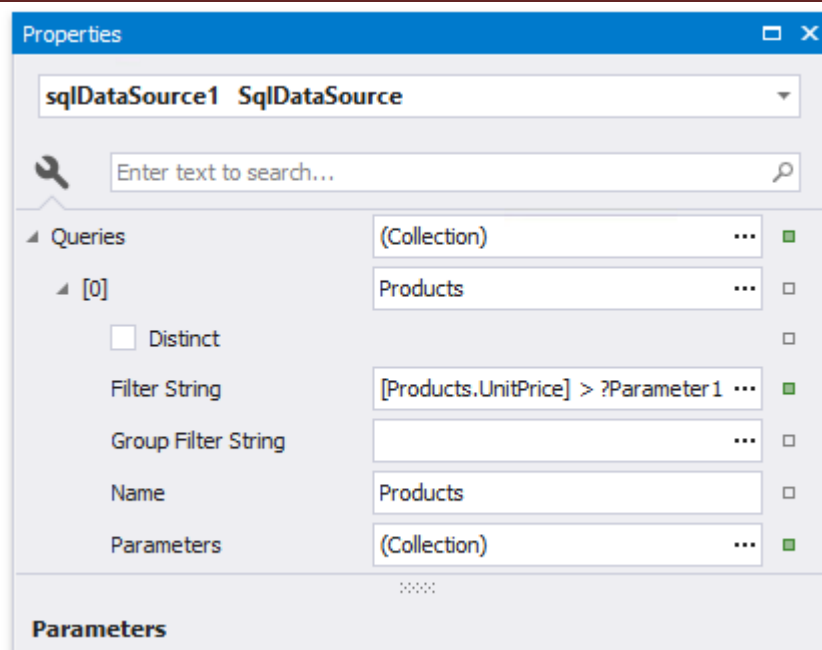 Properties
sqlDataSource1 SqlDataSource
Enter text to search...
Queries (Collection) ...
[0] Products ...
Distinct
Filter String [Products.UnitPrice] > ?Parameter1 ...
Group Filter String ...
Name Products
Parameters (Collection) ...
Parameters